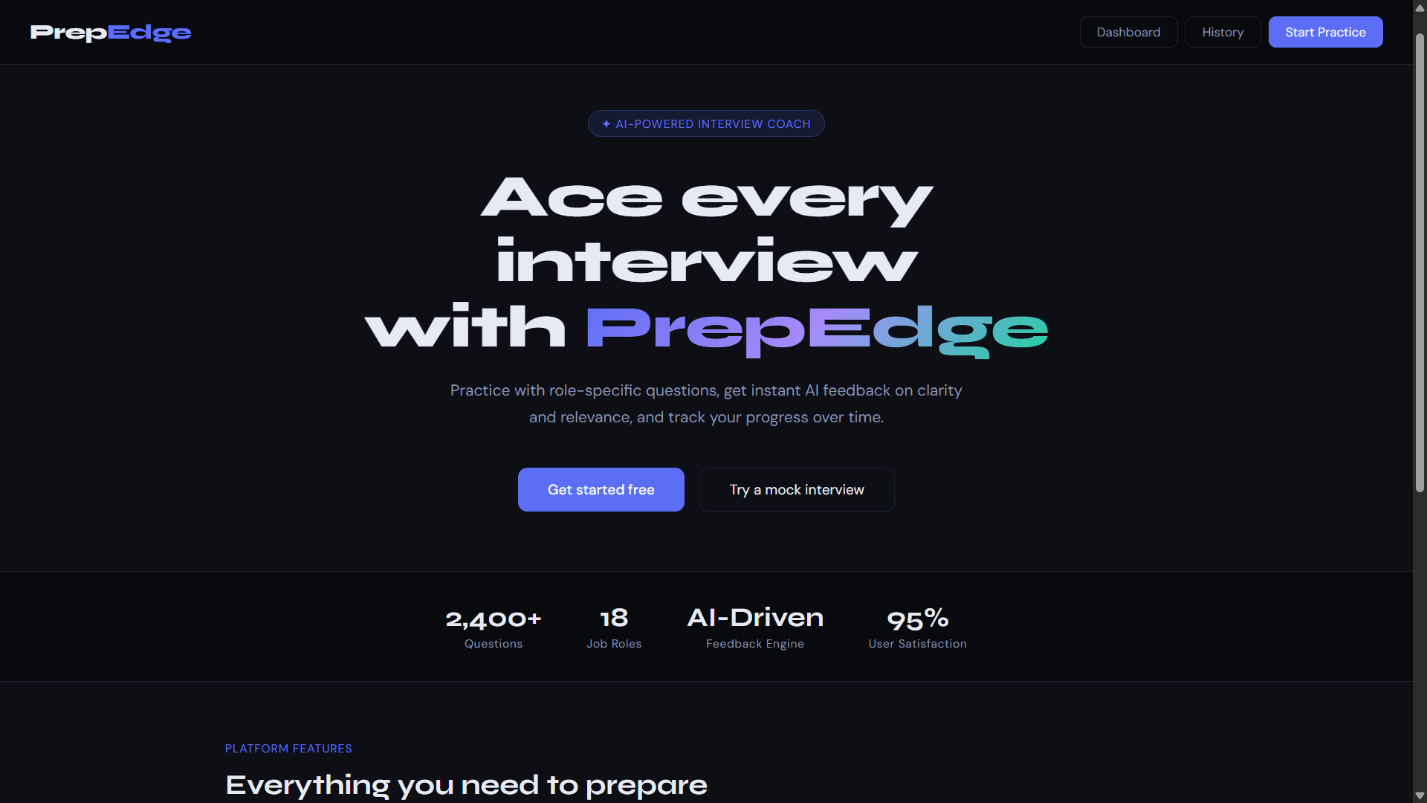 PrepEdge
Dashboard
History
Start Practice
✦ AI-POWERED INTERVIEW COACH
Ace every
interview
with PrepEdge
Practice with role-specific questions, get instant AI feedback on clarity
and relevance, and track your progress over time.
Get started free
Try a mock interview
2,400+
Questions
18
Job Roles
AI-Driven
Feedback Engine
95%
User Satisfaction
PLATFORM FEATURES
Everything you need to prepare